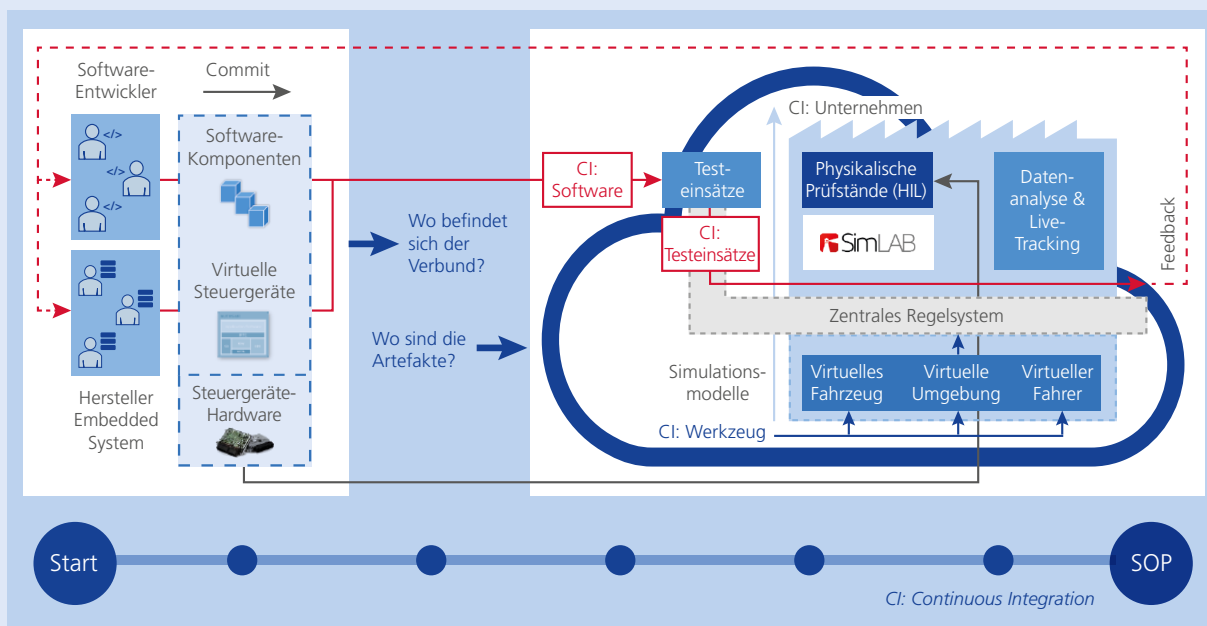 Software-
Entwickler
Commit
</>
</>
</>
Software-
Komponenten
Virtuelle
Steuergeräte
Steuergeräte-
Hardware
Hersteller
Embedded
System
Wo befindet
sich der
Verbund?
Wo sind die
Artefakte?
CI:
Software
Test-
einsätze
CI:
Testeinsätze
CI: Unternehmen
Physikalische
Prüfstände (HIL)
SimLAB
Daten-
analyse &
Live-
Tracking
Feedback
Zentrales Regelsystem
Simulations-
modelle
Virtuelles
Fahrzeug
Virtuelle
Umgebung
Virtueller
Fahrer
CI: Werkzeug
Start
SOP
CI: Continuous Integration